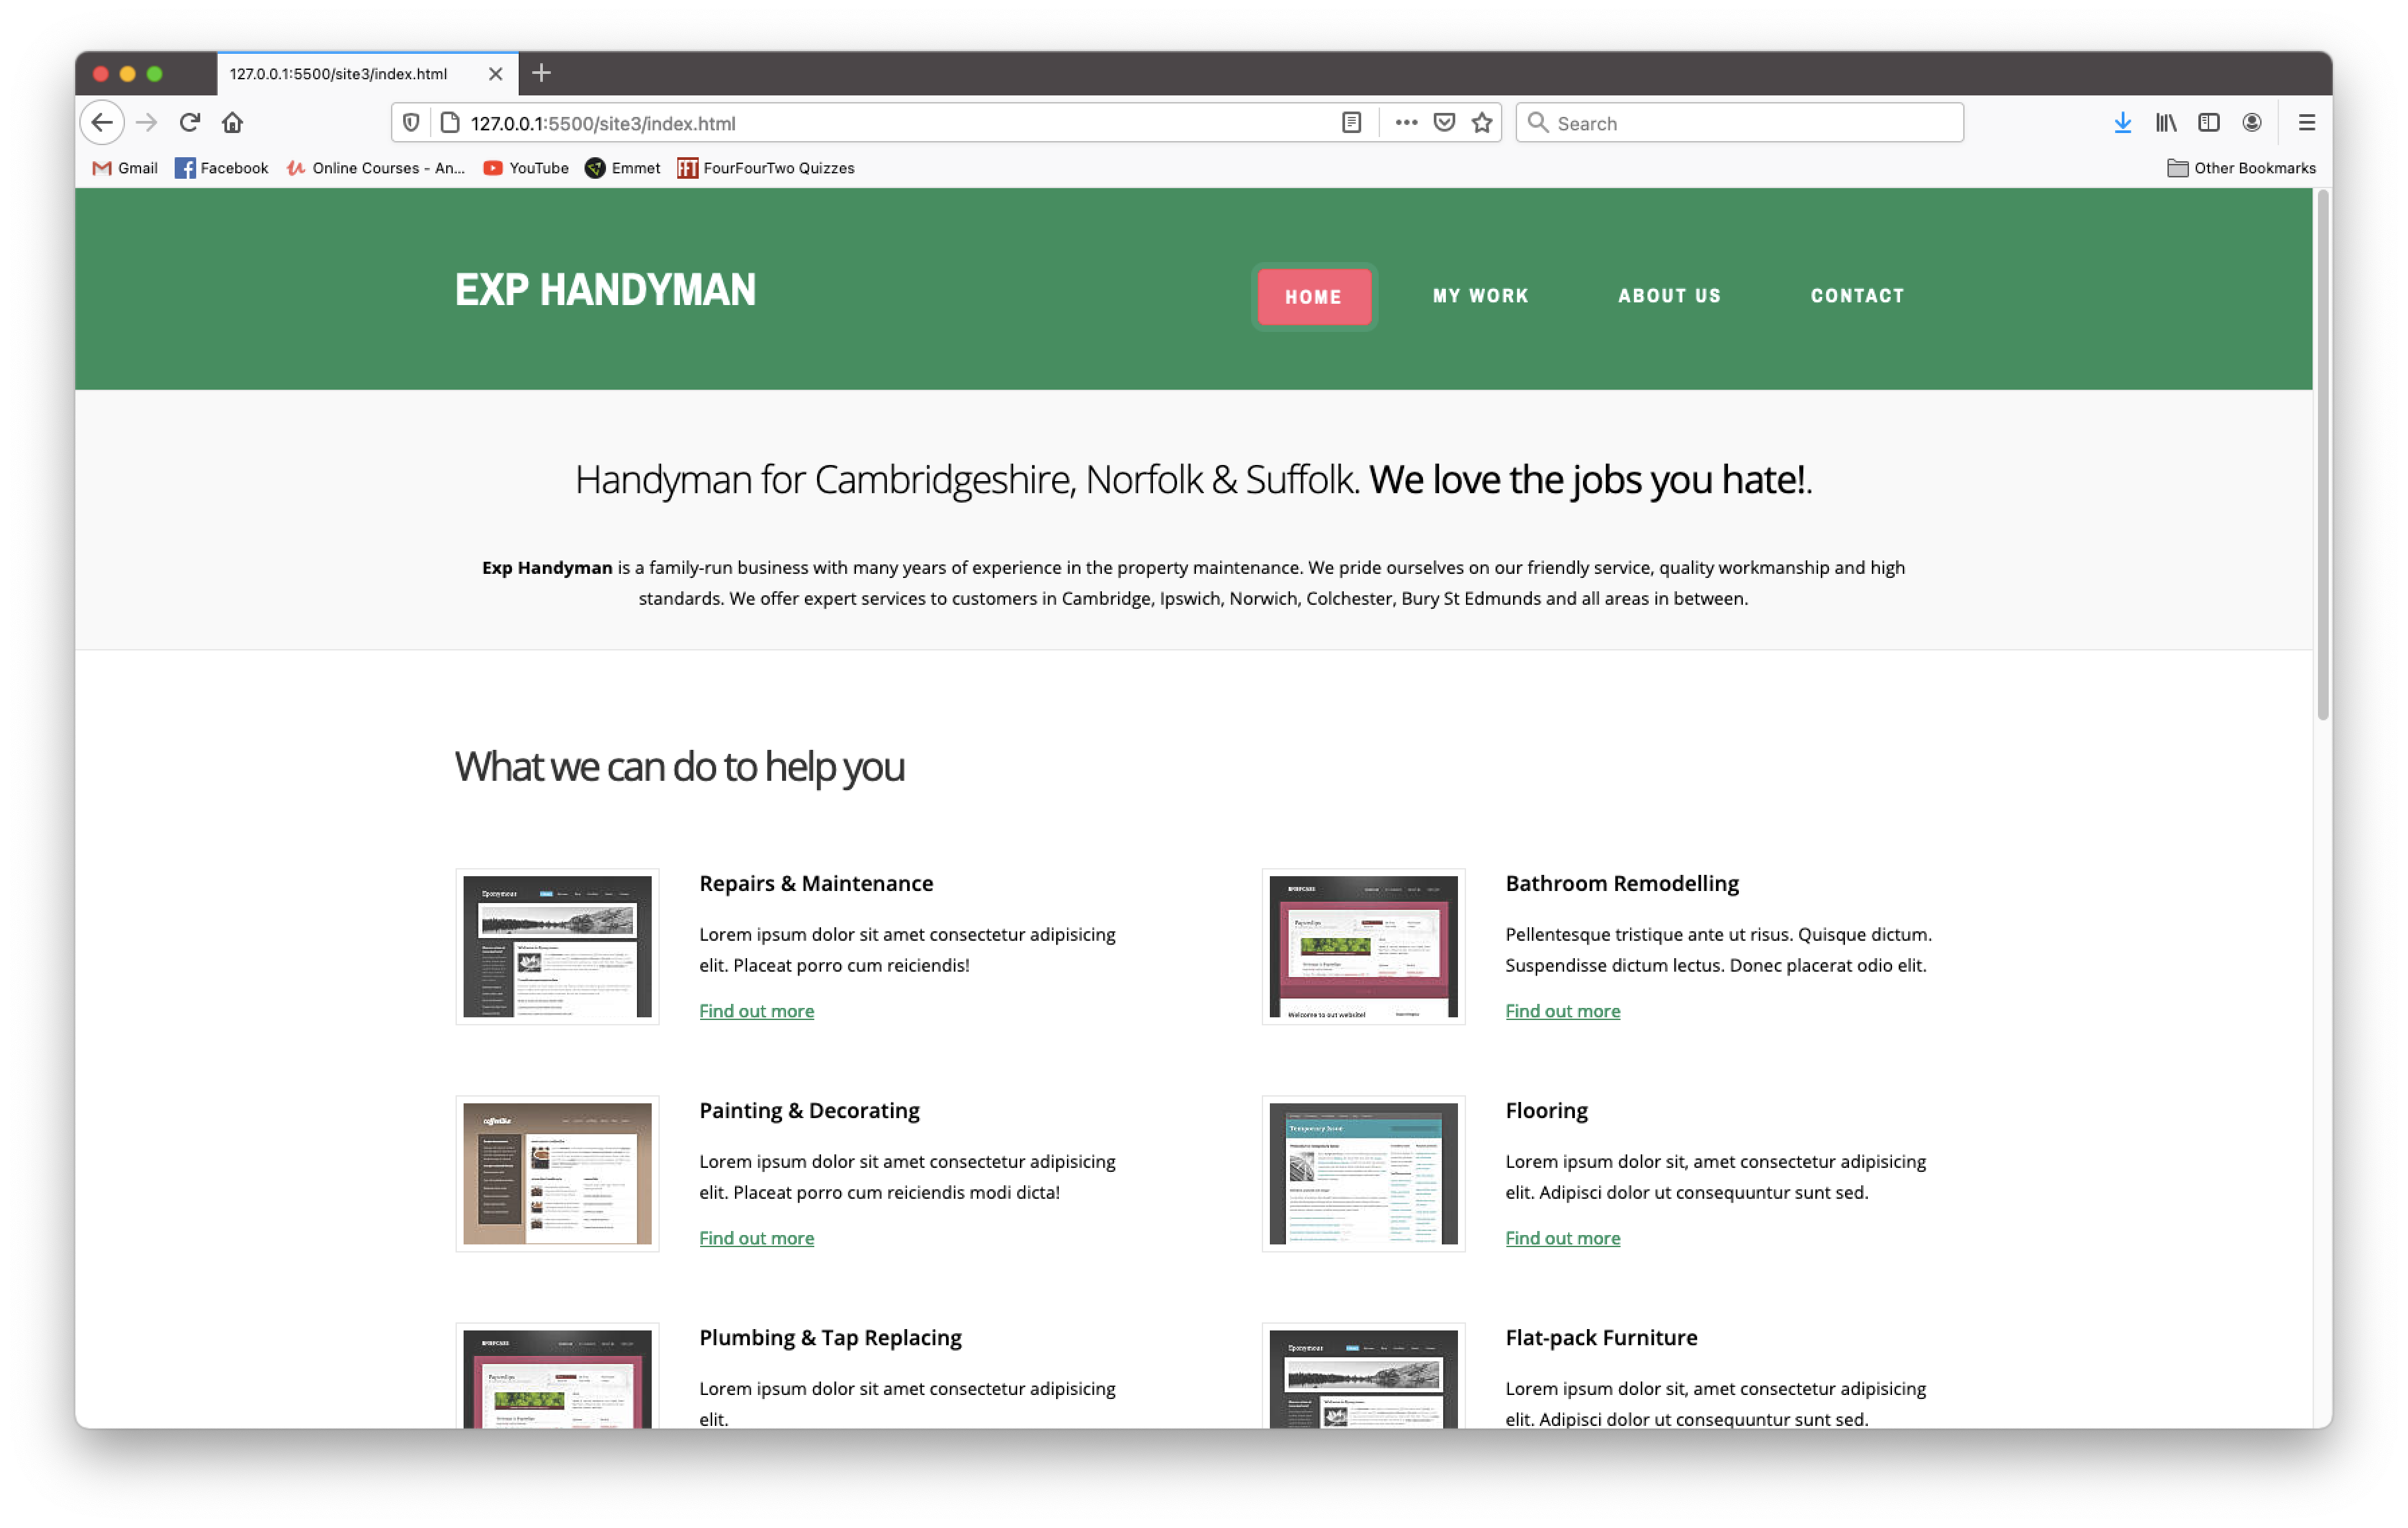 127.0.0.1:5500/site3/index.html
127.0.0.1:5500/site3/index.html
Search
Gmail
Facebook
Online Courses - An...
YouTube
Emmet
FFT
FourFourTwo Quizzes
Other Bookmarks
EXP HANDYMAN
HOME
MY WORK
ABOUT US
CONTACT
Handyman for Cambridgeshire, Norfolk & Suffolk. We love the jobs you hate!.
Exp Handyman is a family-run business with many years of experience in the property maintenance. We pride ourselves on our friendly service, quality workmanship and high
standards. We offer expert services to customers in Cambridge, Ipswich, Norwich, Colchester, Bury St Edmunds and all areas in between.
What we can do to help you
Eponymous
Repairs & Maintenance
Lorem ipsum dolor sit amet consectetur adipisicing
elit. Placeat porro cum reiciendis!
Find out more
Welcome to out website!
Bathroom Remodelling
Pellentesque tristique ante ut risus. Quisque dictum.
Suspendisse dictum lectus. Donec placerat odio elit.
Find out more
Painting & Decorating
Lorem ipsum dolor sit amet consectetur adipisicing
elit. Placeat porro cum reiciendis modi dicta!
Find out more
Temporary Issue
Flooring
Lorem ipsum dolor sit, amet consectetur adipisicing
elit. Adipisci dolor ut consequuntur sunt sed.
Find out more
Plumbing & Tap Replacing
Lorem ipsum dolor sit amet consectetur adipisicing
elit.
Eponymous
Flat-pack Furniture
Lorem ipsum dolor sit, amet consectetur adipisicing
elit. Adipisci dolor ut consequuntur sunt sed.